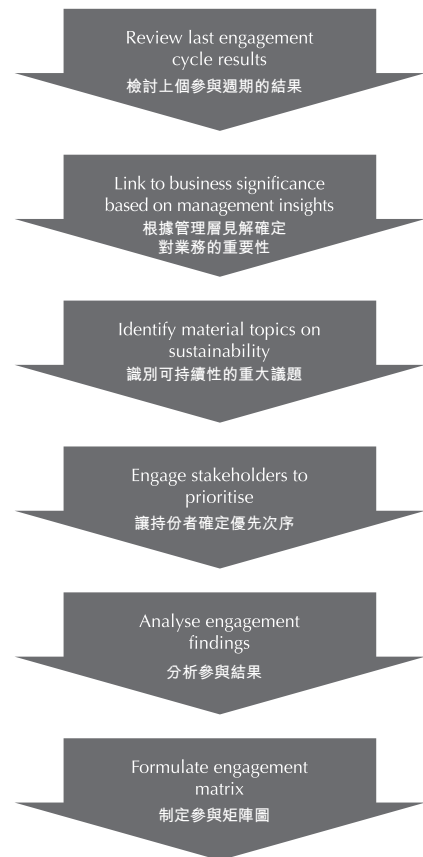 Review last engagement
cycle results
檢討上個參與週期的結果
Link to business significance
based on management insights
根據管理層見解確定
對業務的重要性
Identify material topics on
sustainability
識別可持續性的重大議題
Engage stakeholders to
prioritise
讓持份者確定優先次序
Analyse engagement
findings
分析參與結果
Formulate engagement
matrix
制定參與矩陣圖